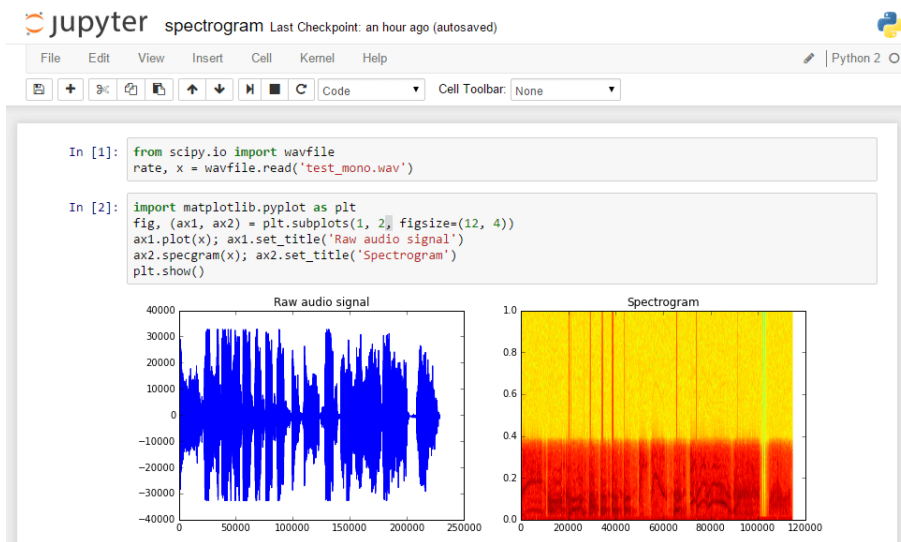 jupyter spectrogram Last Checkpoint: an hour ago (autosaved)
File Edit View Insert Cell Kernel Help Python 2
Code Cell Toolbar: None
In [1]: from scipy.io import wavfile
rate, x = wavfile.read('test_mono.wav')
In [2]: import matplotlib.pyplot as plt
fig, (ax1, ax2) = plt.subplots(1, 2, figsize=(12, 4))
ax1.plot(x); ax1.set_title('Raw audio signal')
ax2.specgram(x); ax2.set_title('Spectrogram')
plt.show()
Raw audio signal
40000
30000
20000
10000
0
−10000
−20000
−30000
−40000
0 50000 100000 150000 200000 250000
Spectrogram
1.0
0.8
0.6
0.4
0.2
0.0
0 20000 40000 60000 80000 100000 120000